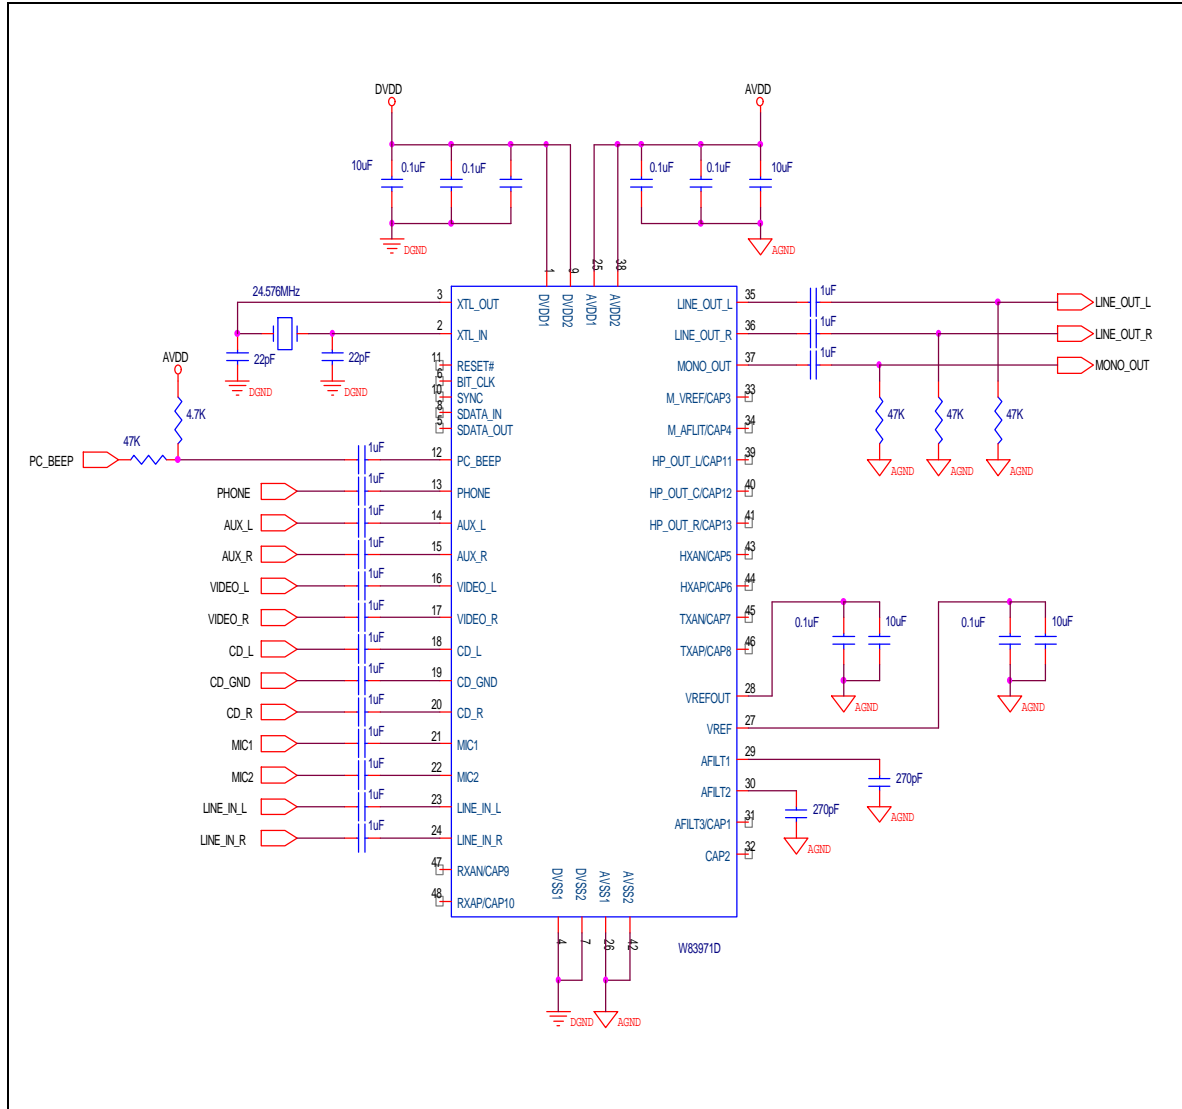 DVDD AVDD
10uF 0.1uF 0.1uF 0.1uF 0.1uF 10uF
DGND AGND
1 9 25 38
DVDD1 DVDD2 AVDD1 AVDD2
24.576MHz
3 XTL_OUT
2 XTL_IN
22pF 22pF
DGND DGND
AVDD
4.7K
47K
11 RESET#
6 BIT_CLK
10 SYNC
8 SDATA_IN
5 SDATA_OUT
PC_BEEP 1uF 12 PC_BEEP
PHONE 1uF 13 PHONE
AUX_L 1uF 14 AUX_L
AUX_R 1uF 15 AUX_R
VIDEO_L 1uF 16 VIDEO_L
VIDEO_R 1uF 17 VIDEO_R
CD_L 1uF 18 CD_L
CD_GND 1uF 19 CD_GND
CD_R 1uF 20 CD_R
MIC1 1uF 21 MIC1
MIC2 1uF 22 MIC2
LINE_IN_L 1uF 23 LINE_IN_L
LINE_IN_R 1uF 24 LINE_IN_R
47 RXAN/CAP9
48 RXAP/CAP10
LINE_OUT_L 35 1uF LINE_OUT_L
LINE_OUT_R 36 1uF LINE_OUT_R
MONO_OUT 37 1uF MONO_OUT
M_VREF/CAP3 33
M_AFLIT/CAP4 34
47K 47K 47K
AGND AGND AGND
HP_OUT_L/CAP11 39
HP_OUT_C/CAP12 40
HP_OUT_R/CAP13 41
HXAN/CAP5 43
HXAP/CAP6 44
TXAN/CAP7 45
TXAP/CAP8 46
0.1uF 10uF 0.1uF 10uF
VREFOUT 28 AGND AGND
VREF 27
AFILT1 29
270pF
AGND
AFILT2 30
270pF
AGND
AFILT3/CAP1 31
CAP2 32
DVSS1 DVSS2 AVSS1 AVSS2
4 7 26 42
W83971D
DGND AGND